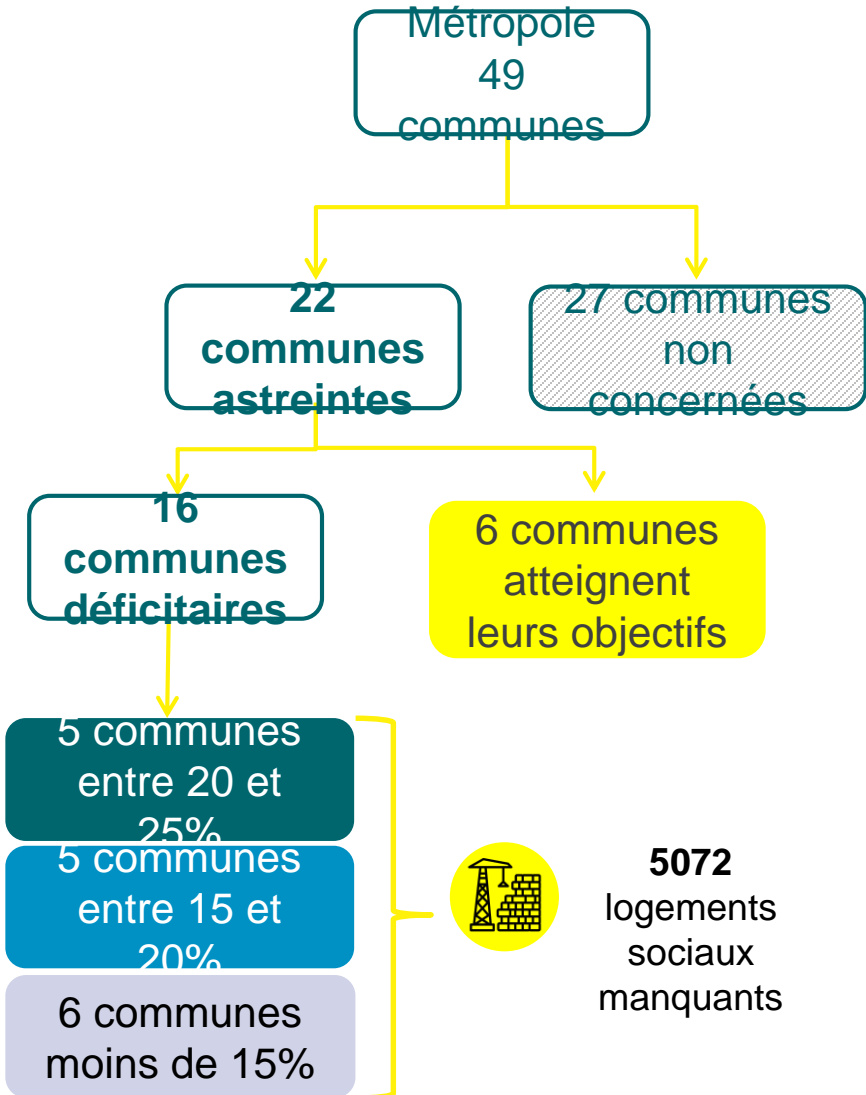 Métropole
49
communes
22
communes
astreintes
27 communes
non
concernées
16
communes
déficitaires
6 communes
atteignent
leurs objectifs
5 communes
entre 20 et
25%
5 communes
entre 15 et
20%
6 communes
moins de 15%
5072
logements
sociaux
manquants